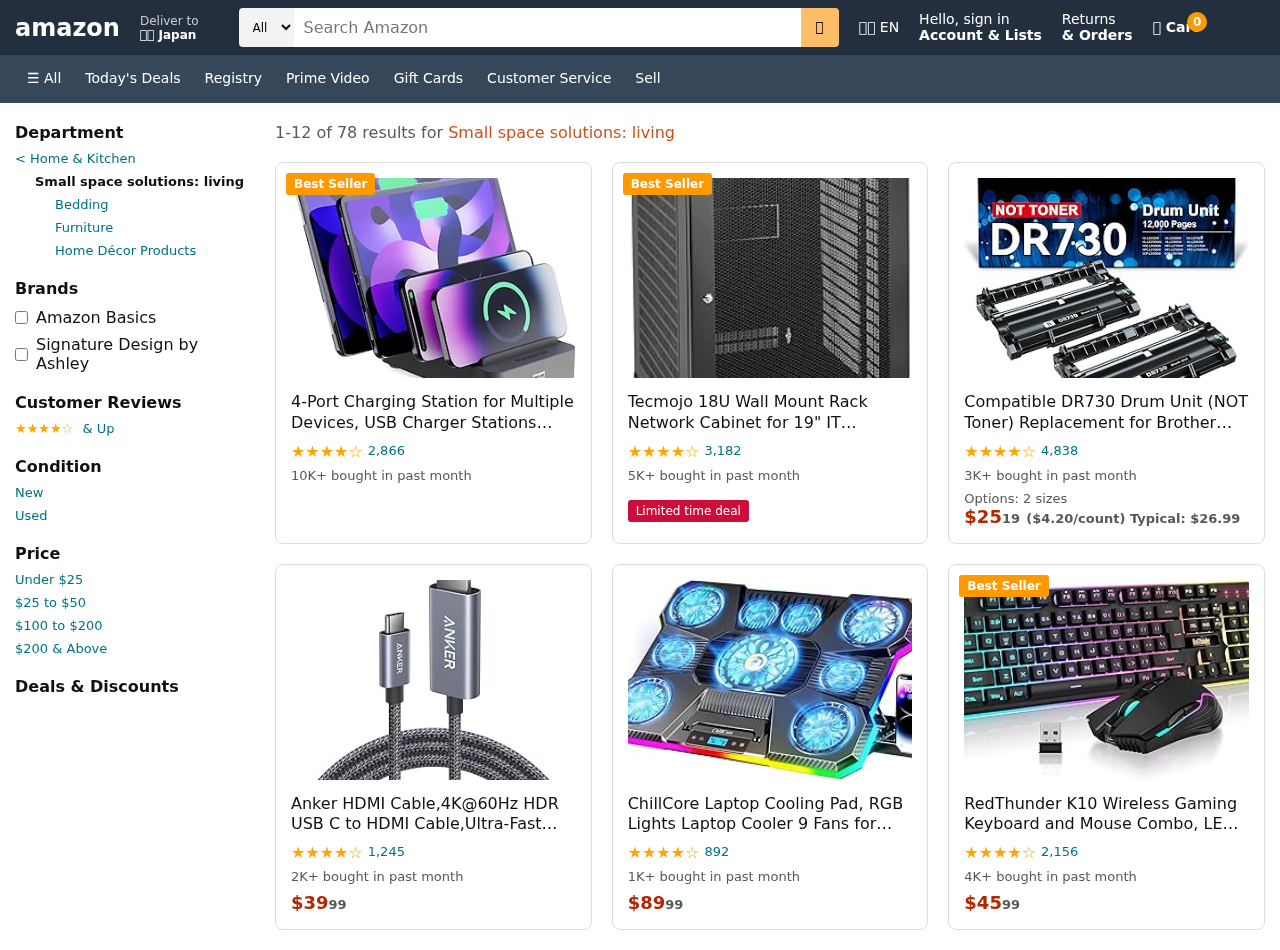 amazon
Deliver to
Japan
All
Search Amazon
EN
Hello, sign in
Account & Lists
Returns
& Orders
0
☰ All
Today's Deals
Registry
Prime Video
Gift Cards
Customer Service
Sell
Department
< Home & Kitchen
Small space solutions: living
Bedding
Furniture
Home Décor Products
Brands
Amazon Basics
Signature Design by
Ashley
Customer Reviews
★★★★☆ & Up
Condition
New
Used
Price
Under $25
$25 to $50
$100 to $200
$200 & Above
Deals & Discounts
1-12 of 78 results for Small space solutions: living
Best Seller
4-Port Charging Station for Multiple
Devices, USB Charger Stations…
★★★★☆ 2,866
10K+ bought in past month
Best Seller
Tecmojo 18U Wall Mount Rack
Network Cabinet for 19" IT…
★★★★☆ 3,182
5K+ bought in past month
Limited time deal
NOT TONER
DR730
Drum Unit
12,000 Pages
DR730
DR730
Compatible DR730 Drum Unit (NOT
Toner) Replacement for Brother…
★★★★☆ 4,838
3K+ bought in past month
Options: 2 sizes
$25 19 ($4.20/count) Typical: $26.99
ANKER
ANKER
Anker HDMI Cable,4K@60Hz HDR
USB C to HDMI Cable,Ultra-Fast…
★★★★☆ 1,245
2K+ bought in past month
$39 99
ChillCore
ChillCore Laptop Cooling Pad, RGB
Lights Laptop Cooler 9 Fans for…
★★★★☆ 892
1K+ bought in past month
$89 99
Best Seller
RedThunder K10 Wireless Gaming
Keyboard and Mouse Combo, LE…
★★★★☆ 2,156
4K+ bought in past month
$45 99